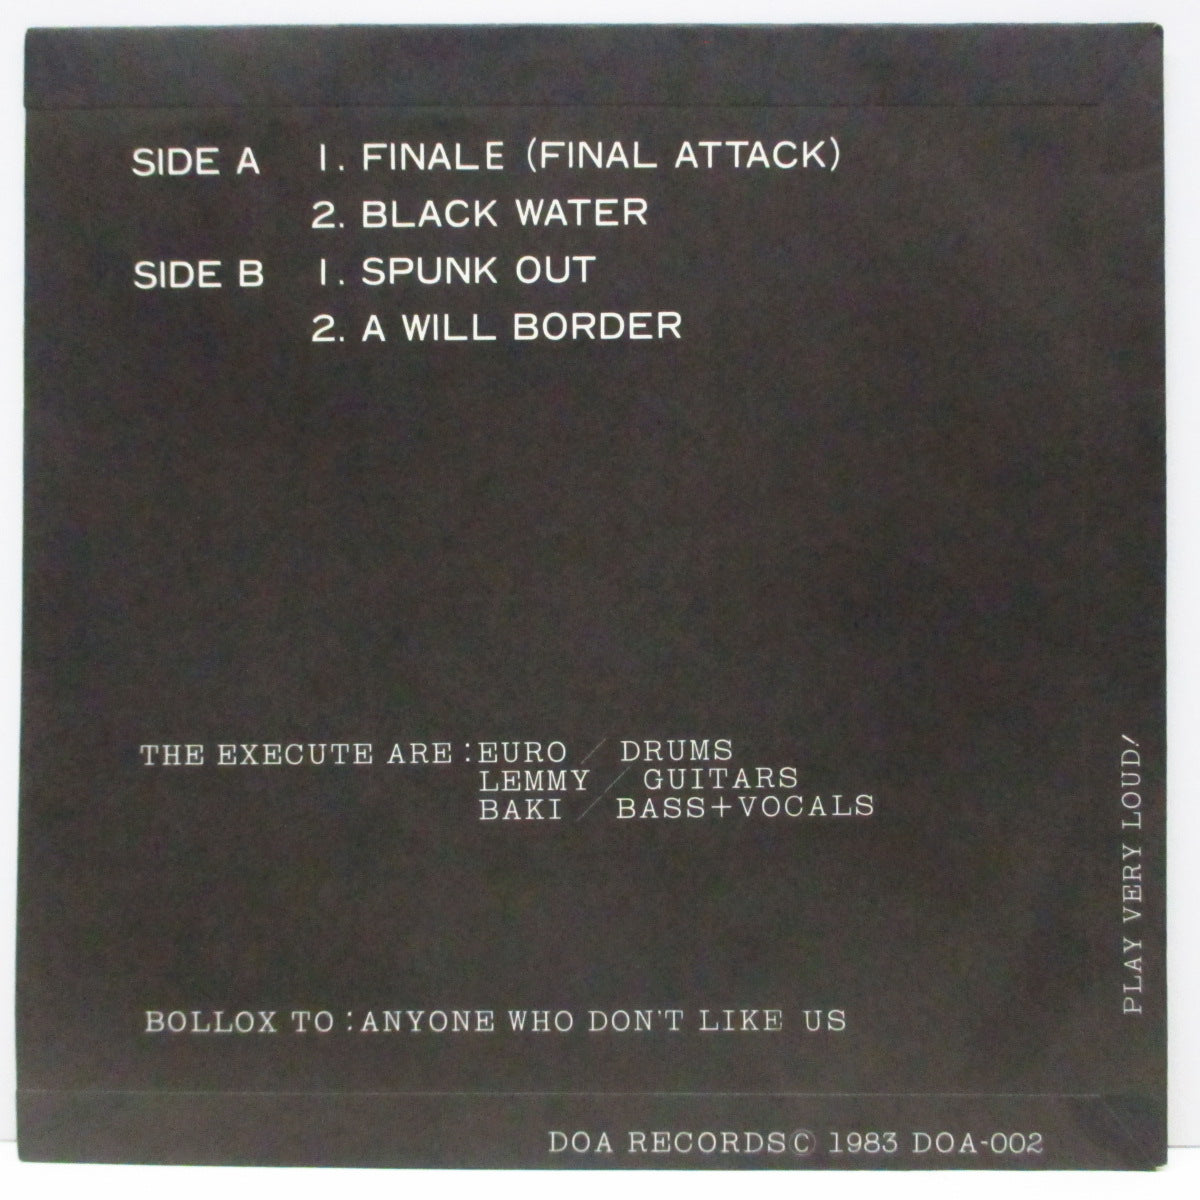 SIDE A 1. FINALE (FINAL ATTACK)
2. BLACK WATER
SIDE B 1. SPUNK OUT
2. A WILL BORDER
THE EXECUTE ARE : EURO / DRUMS
LEMMY / GUITARS
BAKI / BASS+VOCALS
PLAY VERY LOUD!
BOLLOX TO : ANYONE WHO DON'T LIKE US
DOA RECORDS © 1983 DOA-002